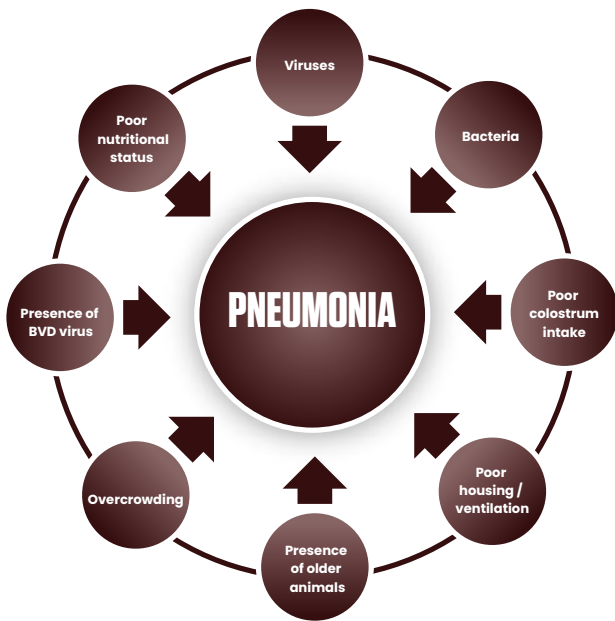 Viruses
Bacteria
Poor
colostrum
intake
Poor
housing /
ventilation
Presence
of older
animals
Overcrowding
Presence of
BVD virus
Poor
nutritional
status
PNEUMONIA